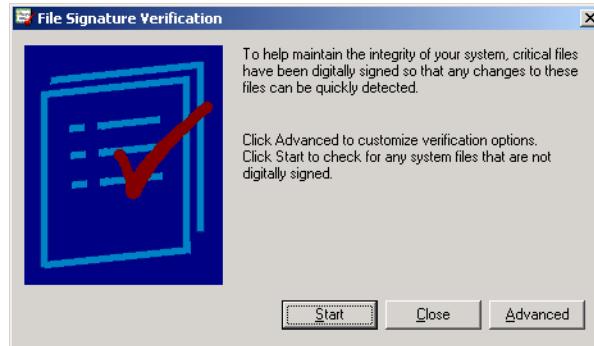 File Signature Verification
To help maintain the integrity of your system, critical files
have been digitally signed so that any changes to these
files can be quickly detected.
Click Advanced to customize verification options.
Click Start to check for any system files that are not
digitally signed.
Start Close Advanced